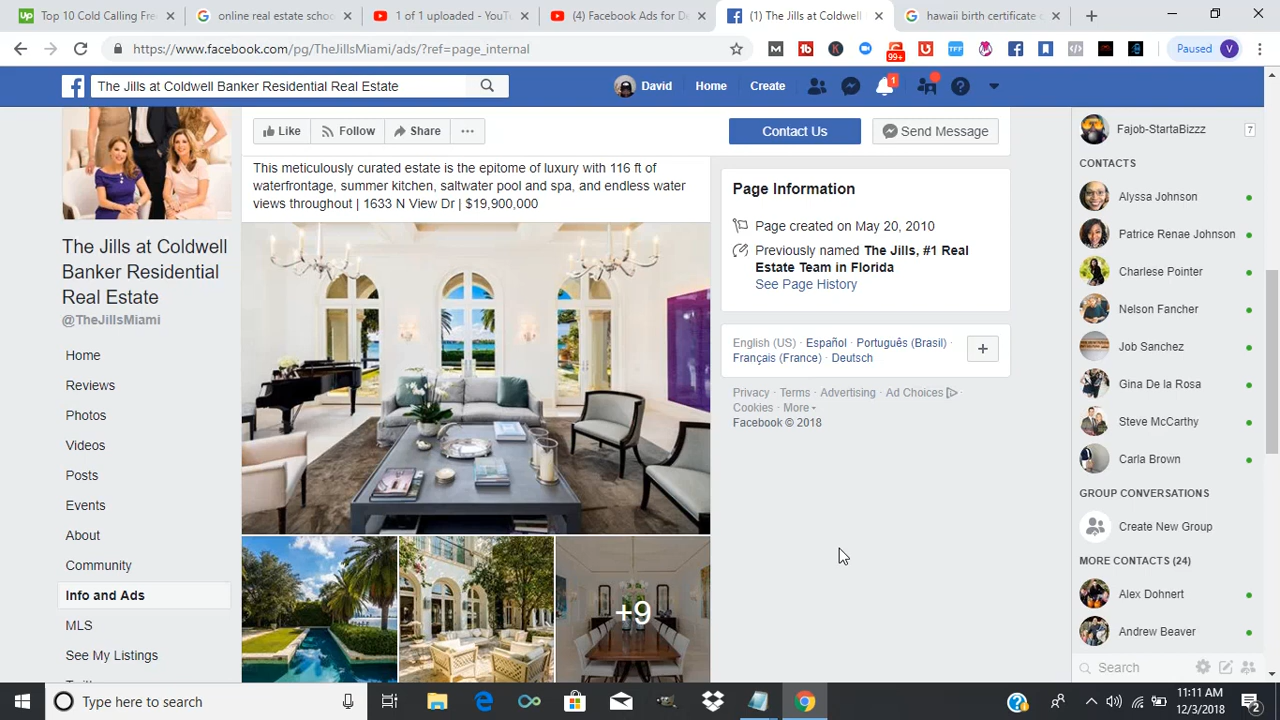 Top 10 Cold Calling Fre
online real estate schoo
1 of 1 uploaded - YouT
(4) Facebook Ads for De
(1) The Jills at Coldwell
hawaii birth certificate
https://www.facebook.com/pg/TheJillsMiami/ads/?ref=page_internal
99+
TFF
Paused
V
The Jills at Coldwell Banker Residential Real Estate
David
Home
Create
1
Like
Follow
Share
Contact Us
Send Message
This meticulously curated estate is the epitome of luxury with 116 ft of
waterfrontage, summer kitchen, saltwater pool and spa, and endless water
views throughout | 1633 N View Dr | $19,900,000
The Jills at Coldwell
Banker Residential
Real Estate
@TheJillsMiami
Home
Reviews
Photos
Videos
Posts
Events
About
Community
Info and Ads
MLS
See My Listings
+9
Page Information
Page created on May 20, 2010
Previously named The Jills, #1 Real
Estate Team in Florida
See Page History
English (US) · Español · Português (Brasil) ·
Français (France) · Deutsch
Privacy · Terms · Advertising · Ad Choices ·
Cookies · More
Facebook © 2018
Fajob-StartaBizzz
7
CONTACTS
Alyssa Johnson
Patrice Renae Johnson
Charlese Pointer
Nelson Fancher
Job Sanchez
Gina De la Rosa
Steve McCarthy
Carla Brown
GROUP CONVERSATIONS
Create New Group
MORE CONTACTS (24)
Alex Dohnert
Andrew Beaver
Search
Type here to search
11:11 AM
12/3/2018
2